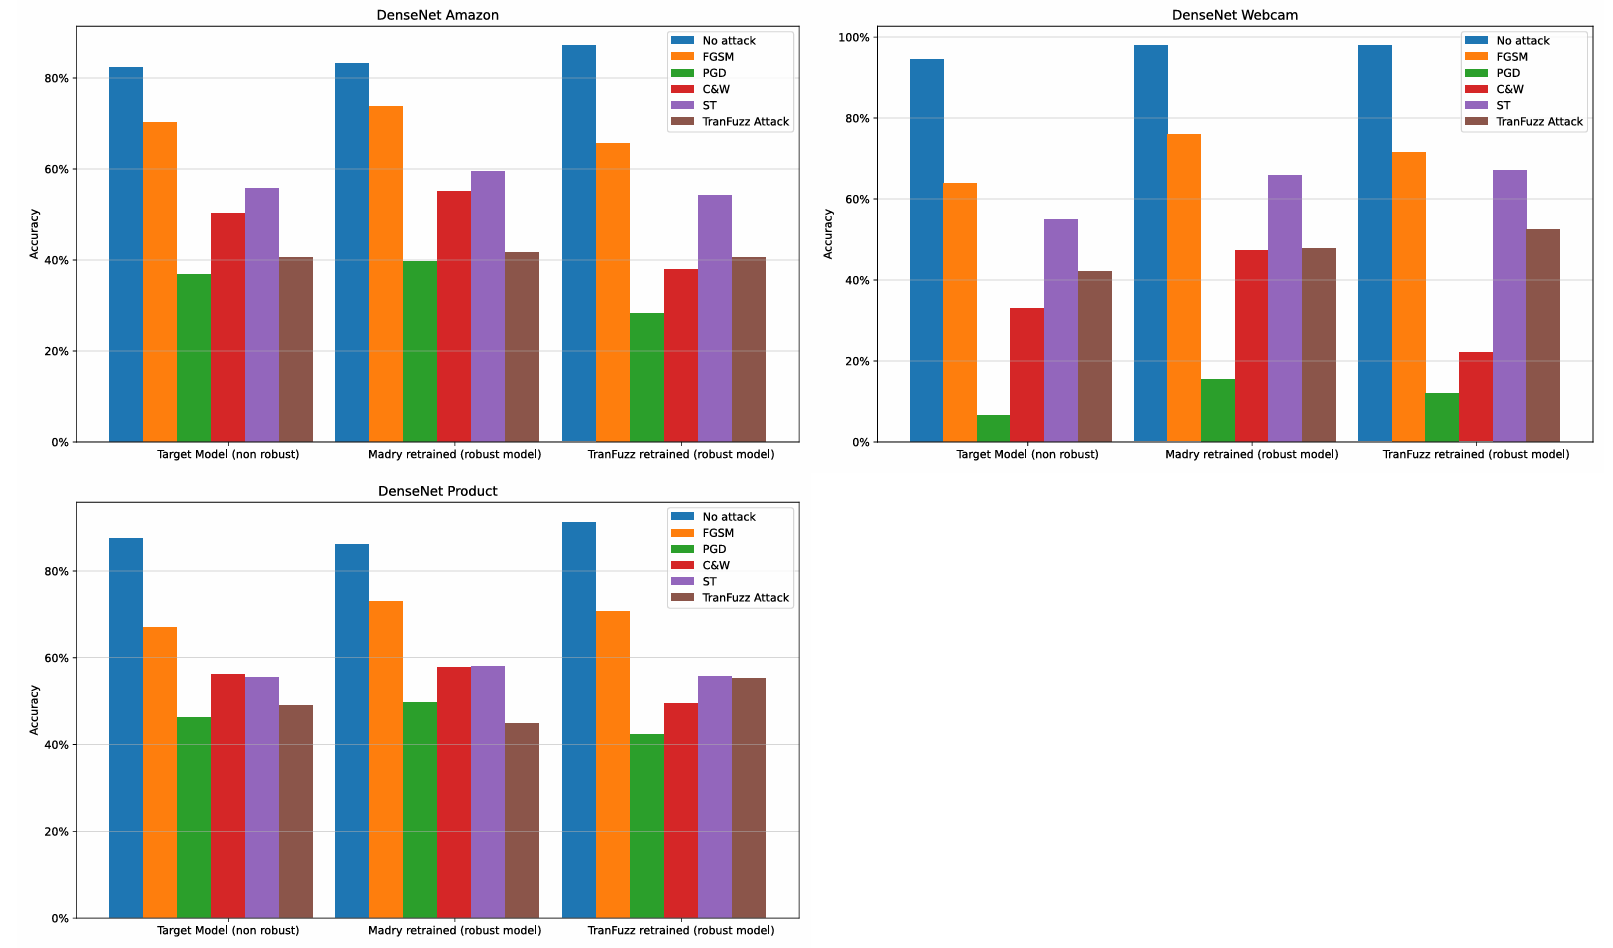 DenseNet Amazon
Accuracy
80%
60%
40%
20%
0%
No attack
FGSM
PGD
C&W
ST
TranFuzz Attack
Target Model (non robust)
Madry retrained (robust model)
TranFuzz retrained (robust model)
DenseNet Webcam
Accuracy
100%
80%
60%
40%
20%
0%
No attack
FGSM
PGD
C&W
ST
TranFuzz Attack
Target Model (non robust)
Madry retrained (robust model)
TranFuzz retrained (robust model)
DenseNet Product
Accuracy
80%
60%
40%
20%
0%
No attack
FGSM
PGD
C&W
ST
TranFuzz Attack
Target Model (non robust)
Madry retrained (robust model)
TranFuzz retrained (robust model)